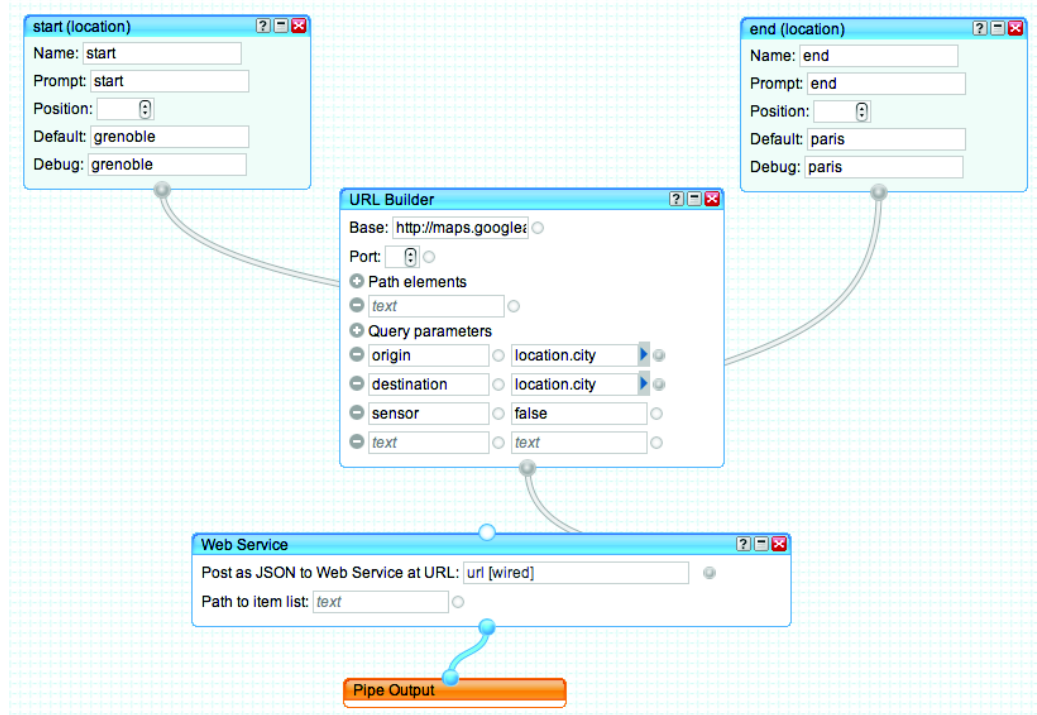 start (location)
Name: start
Prompt: start
Position:
Default: grenoble
Debug: grenoble
end (location)
Name: end
Prompt: end
Position:
Default: paris
Debug: paris
URL Builder
Base: http://maps.google
Port:
Path elements
text
Query parameters
origin location.city
destination location.city
sensor false
text text
Web Service
Post as JSON to Web Service at URL: url [wired]
Path to item list: text
Pipe Output